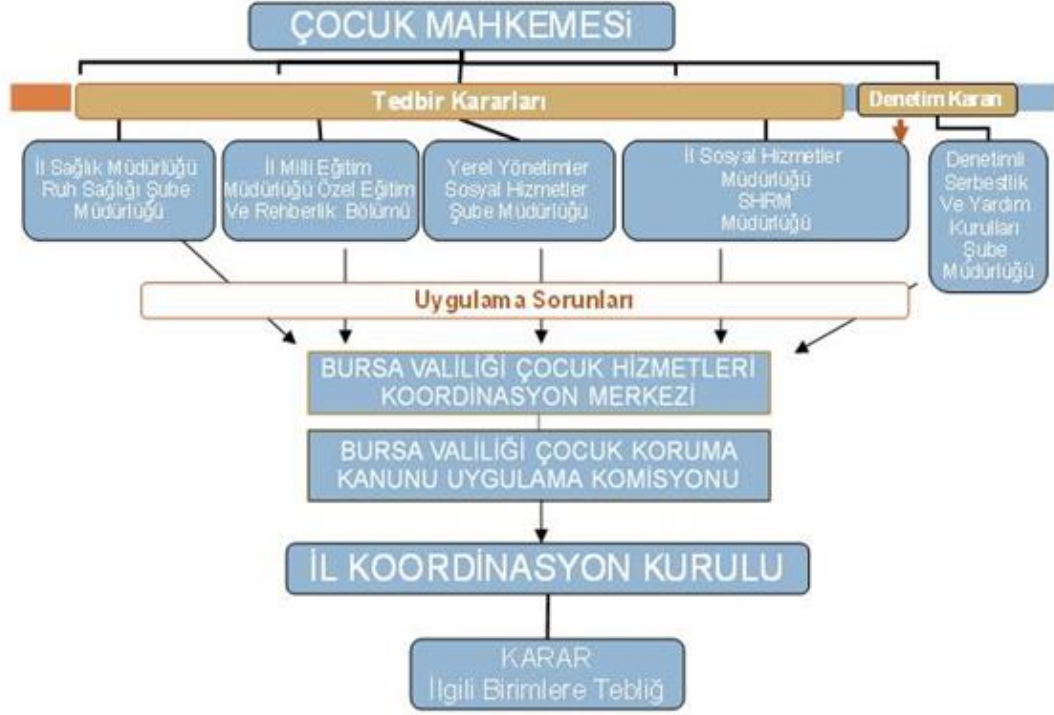 ÇOCUK MAHKEMESİ
Tedbir Kararları
Denetim Kararı
İl Sağlık Müdürlüğü
Ruh Sağlığı Şube
Müdürlüğü
İl Milli Eğitim
Müdürlüğü Özel Eğitim
Ve Rehberlik Bölümü
Yerel Yönetimler
Sosyal Hizmetler
Şube Müdürlüğü
İl Sosyal Hizmetler
Müdürlüğü
SHRM
Müdürlüğü
Denetimli
Serbestlik
Ve Yardım
Kurulları
Şube
Müdürlüğü
Uygulama Sorunları
BURSA VALİLİĞİ ÇOCUK HİZMETLERİ
KOORDİNASYON MERKEZİ
BURSA VALİLİĞİ ÇOCUK KORUMA
KANUNU UYGULAMA KOMİSYONU
İL KOORDİNASYON KURULU
KARAR
İlgili Birimlere Tebliğ